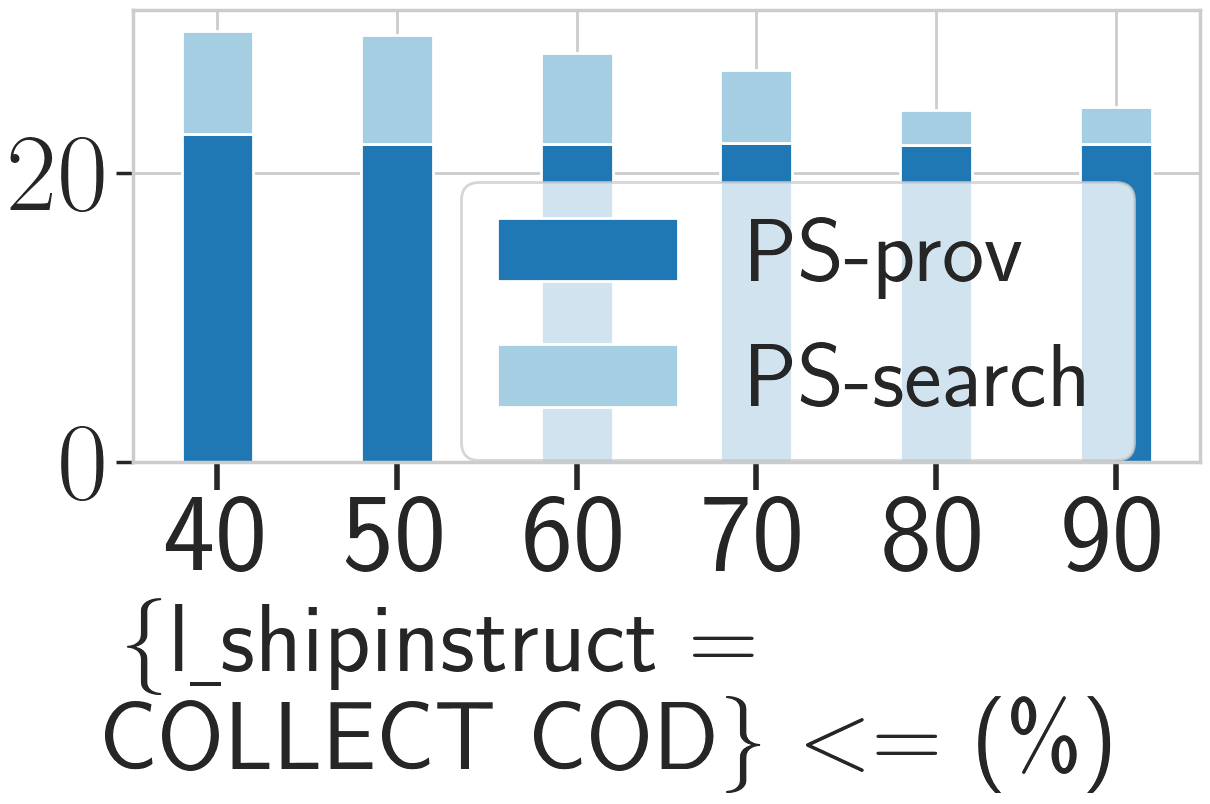 20
0
PS-prov
PS-search
40 50 60 70 80 90
{l_shipinstruct =
COLLECT COD} <= (%)